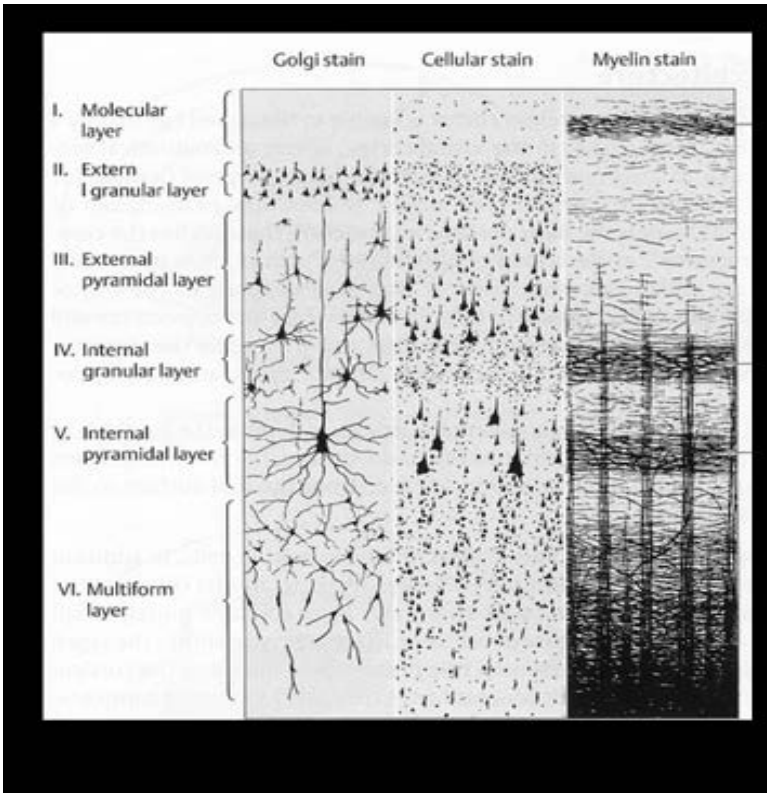 Golgi stain Cellular stain Myelin stain
I. Molecular
layer
II. Extern
l granular layer
III. External
pyramidal layer
IV. Internal
granular layer
V. Internal
pyramidal layer
VI. Multiform
layer